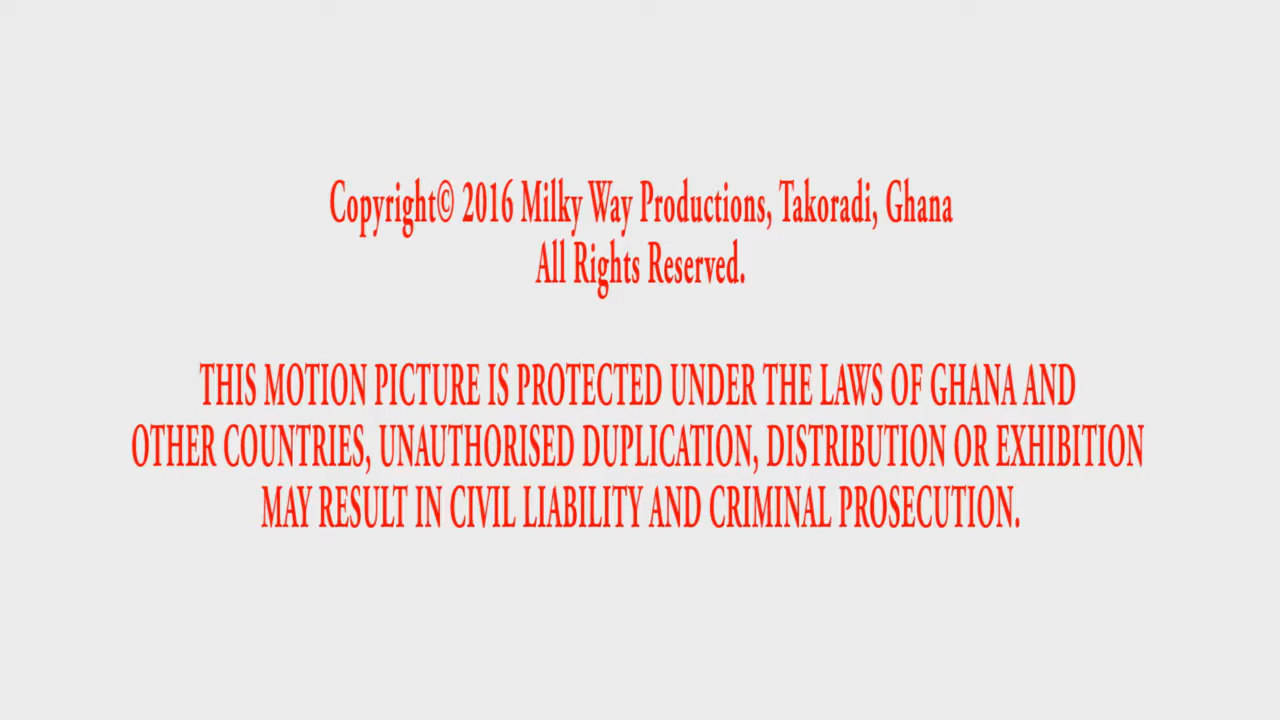 Copyright© 2016 Milky Way Productions, Takoradi, Ghana
All Rights Reserved.
THIS MOTION PICTURE IS PROTECTED UNDER THE LAWS OF GHANA AND
OTHER COUNTRIES, UNAUTHORISED DUPLICATION, DISTRIBUTION OR EXHIBITION
MAY RESULT IN CIVIL LIABILITY AND CRIMINAL PROSECUTION.